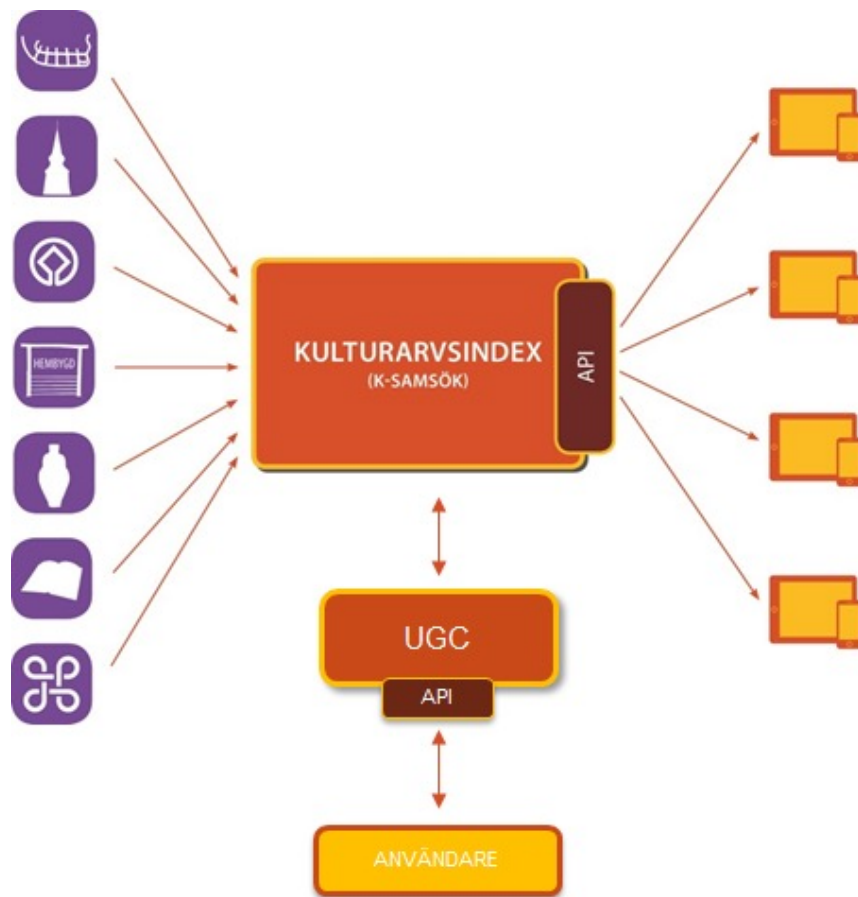 HEMBYGD
KULTURARVSINDEX
(K-SAMSÖK)
API
UGC
API
ANVÄNDARE